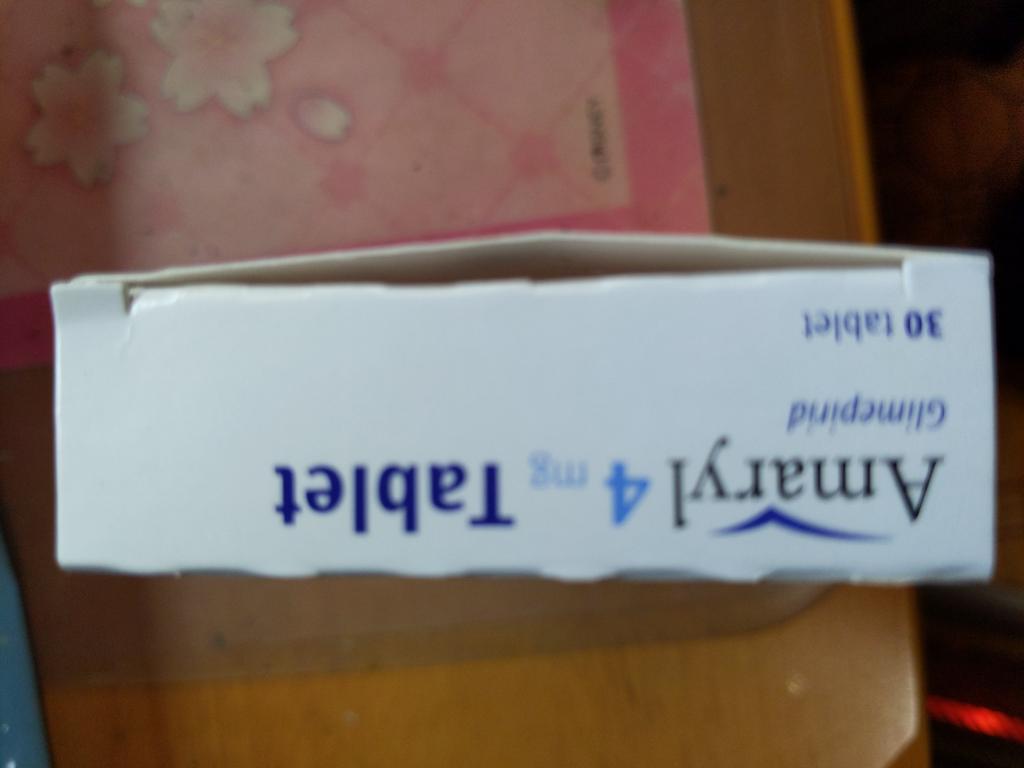 Amaryl 4 mg Tablet
Glimepirid
30 tablet